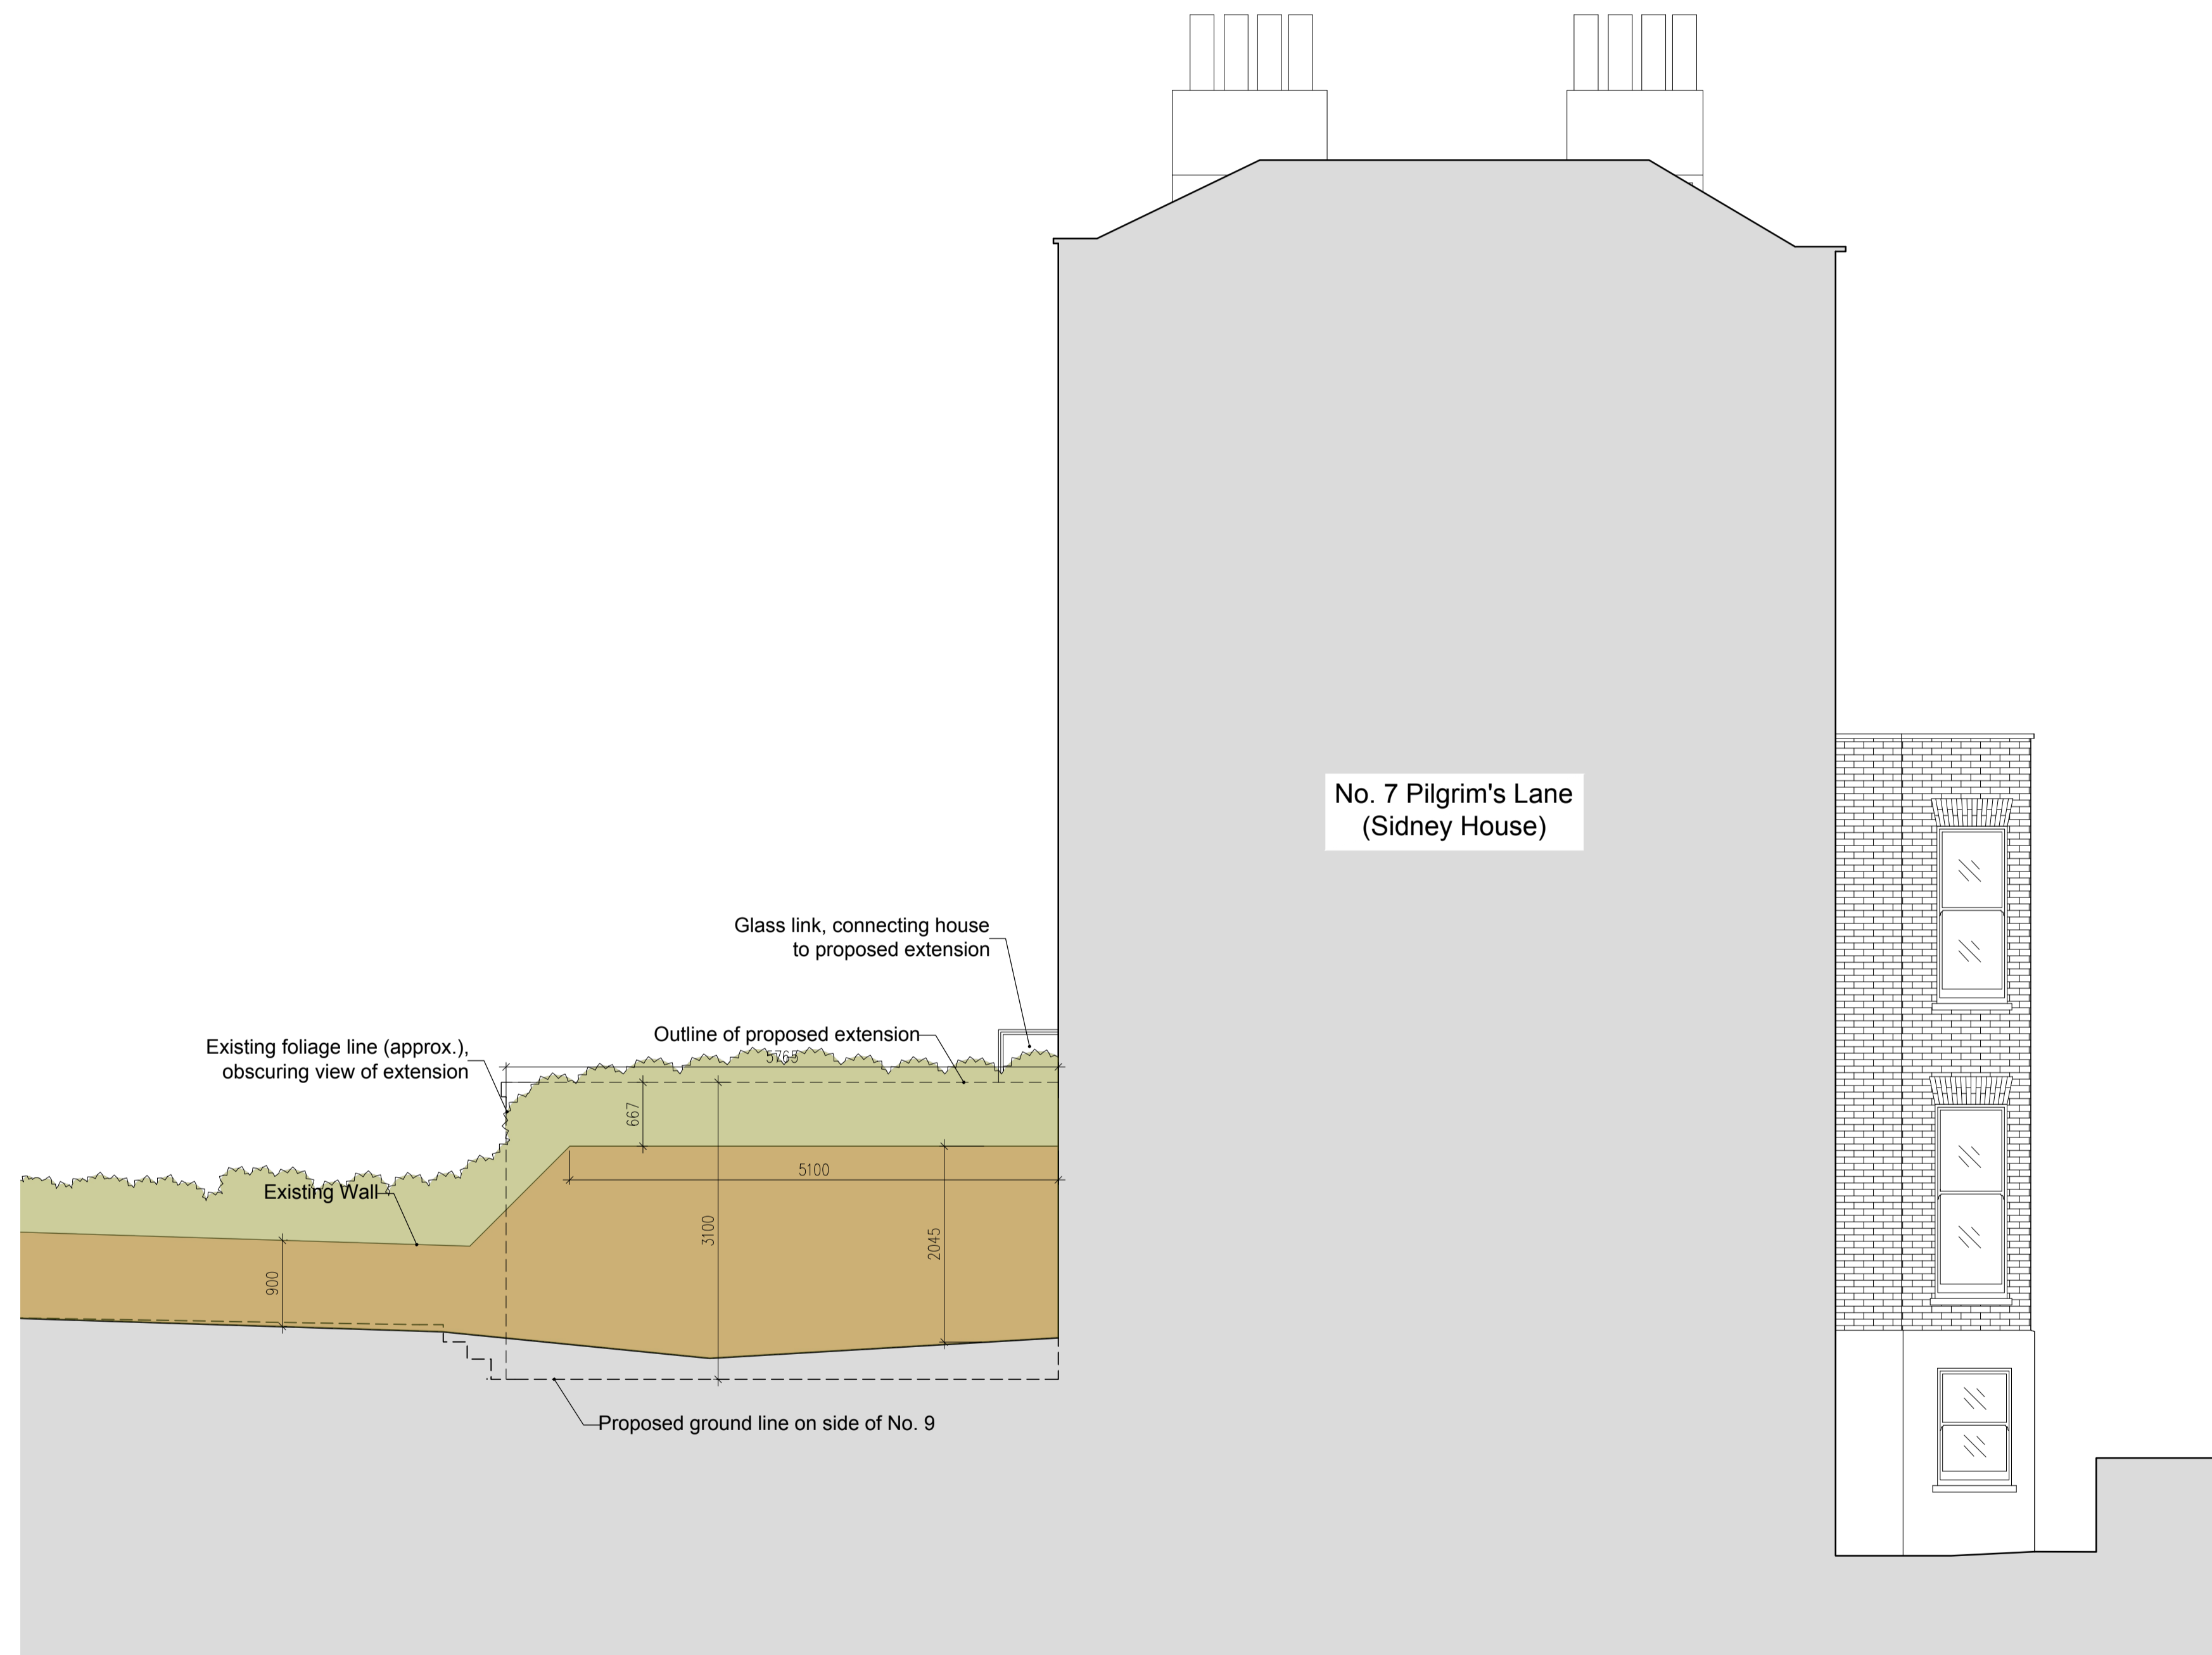 No. 7 Pilgrim's Lane
(Sidney House)
Glass link, connecting house
to proposed extension
Outline of proposed extension
Existing foliage line (approx.),
obscuring view of extension
5765
667
5100
Existing Wall
3100
2045
900
Proposed ground line on side of No. 9